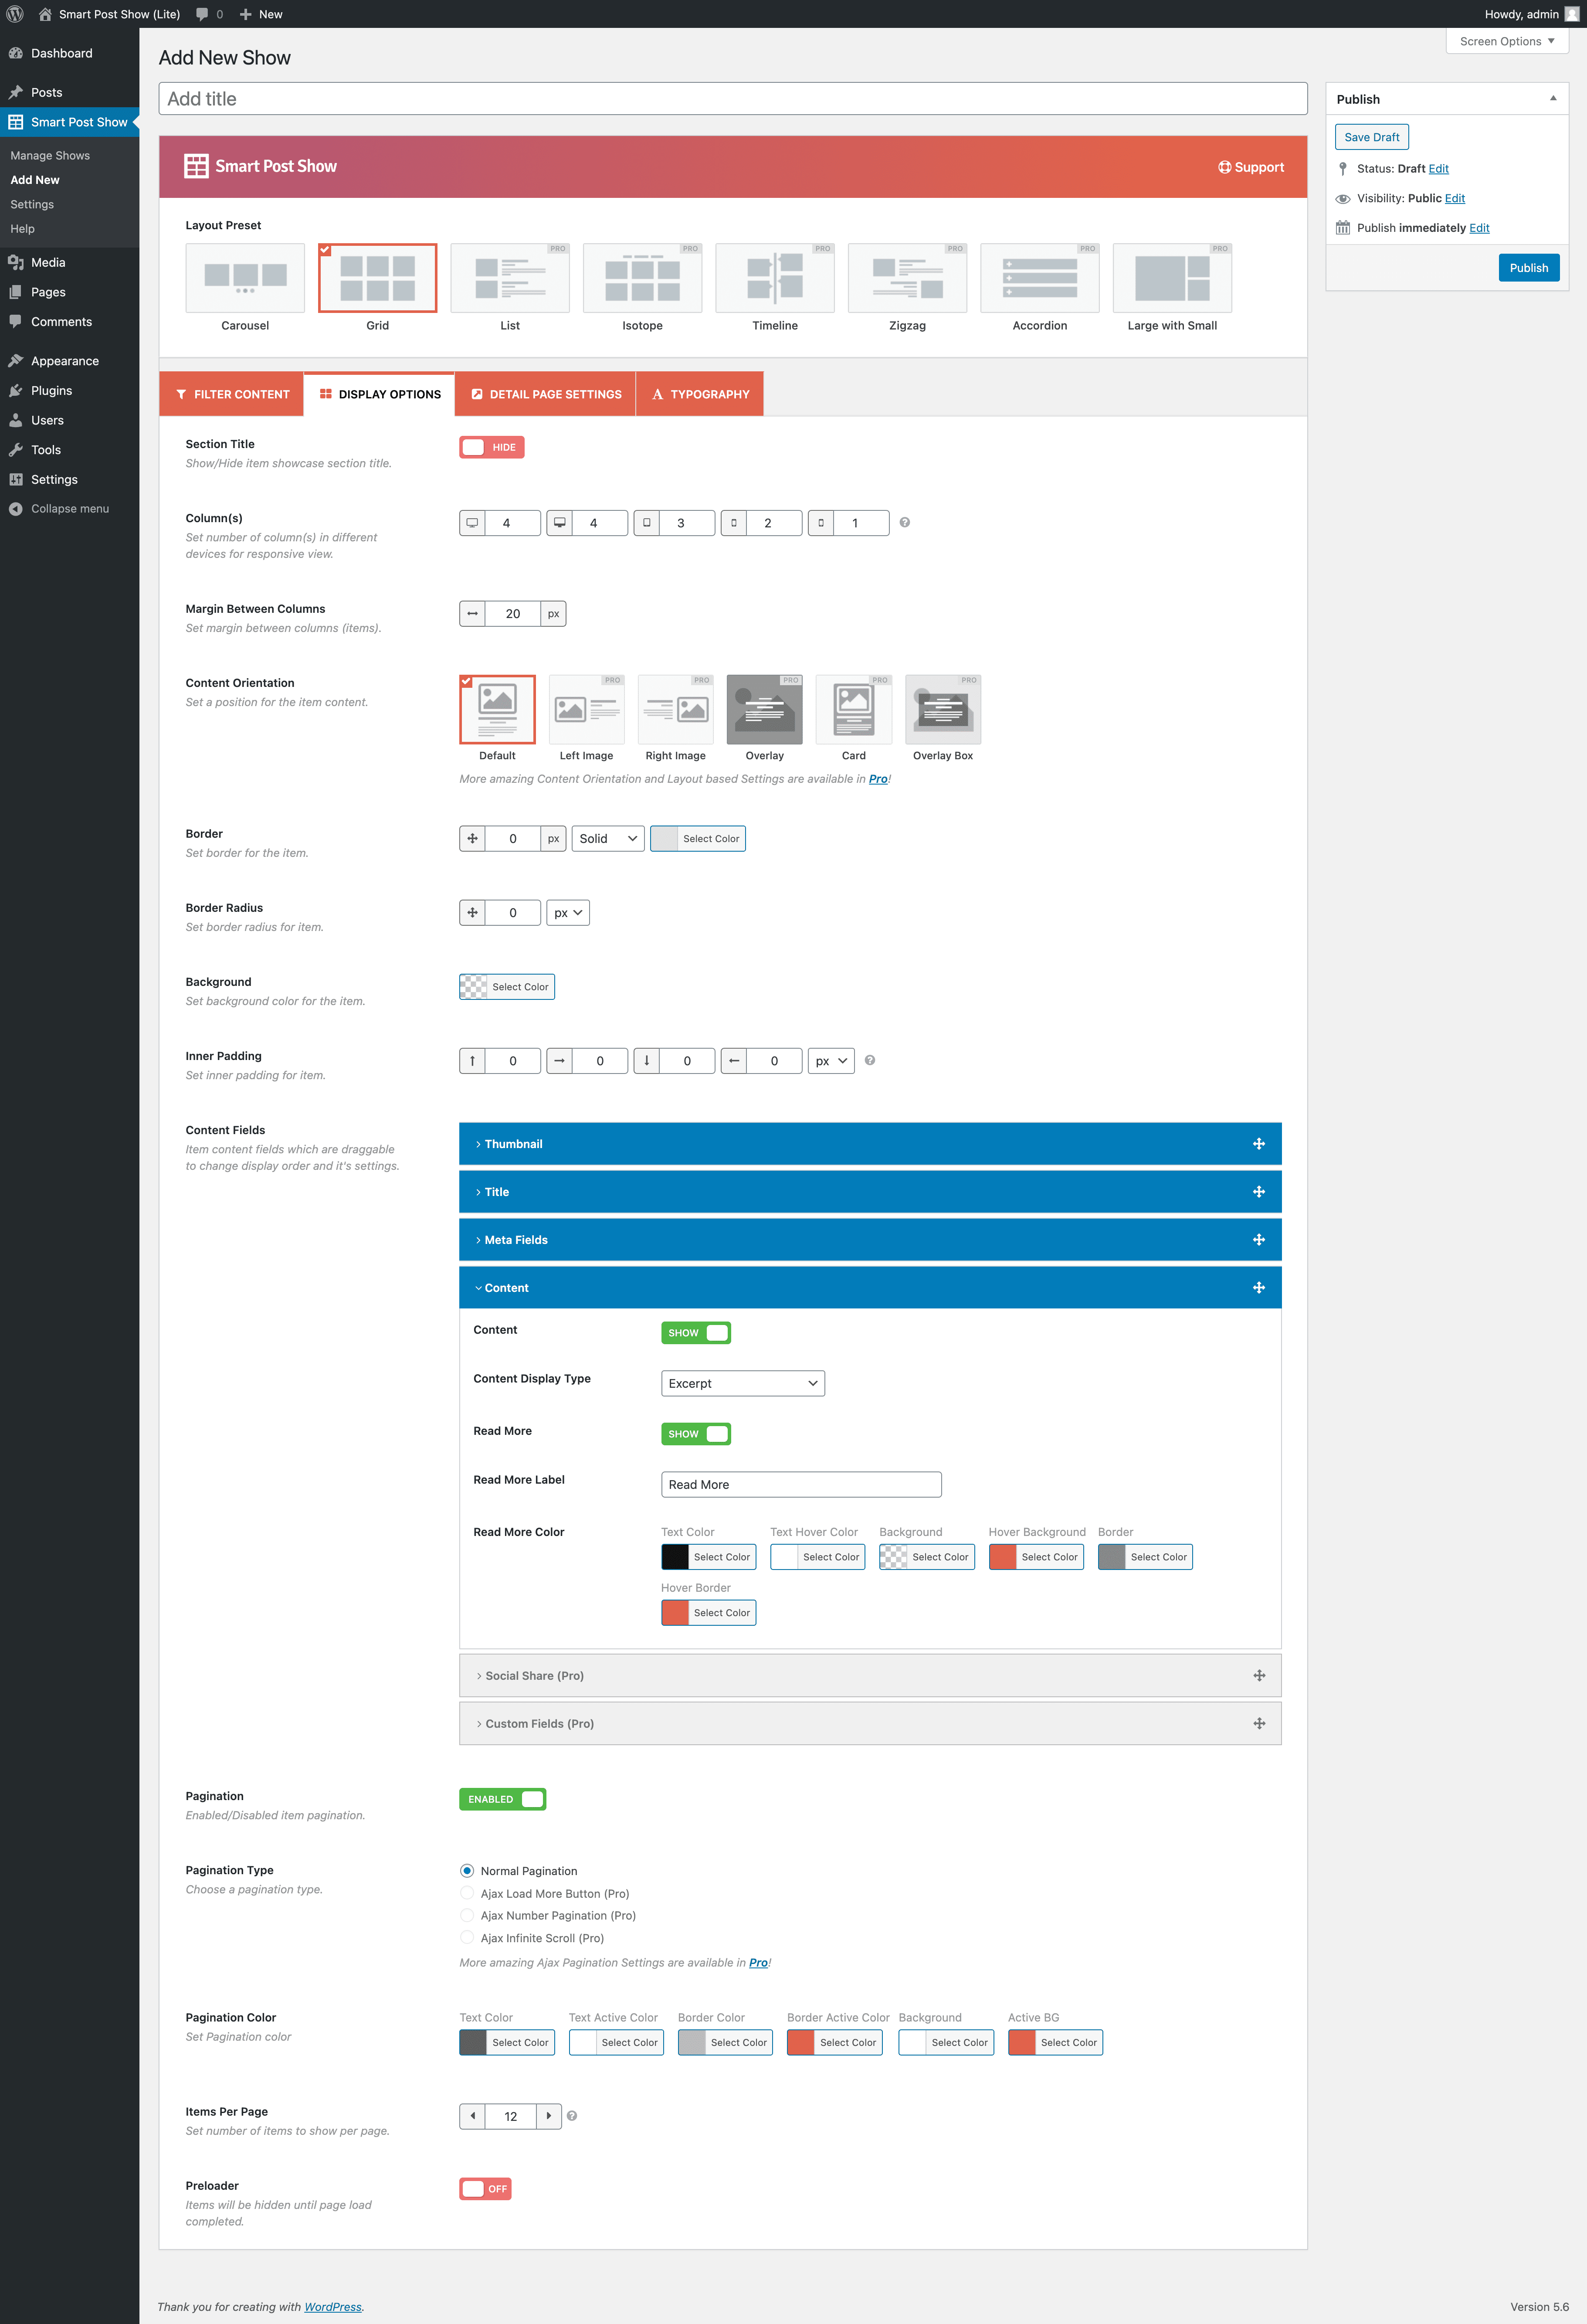 Smart Post Show (Lite) 0 New Howdy, admin
Screen Options
Dashboard
Posts
Smart Post Show
Manage Shows
Add New
Settings
Help
Media
Pages
Comments
Appearance
Plugins
Users
Tools
Settings
Collapse menu
Add New Show
Add title
Smart Post Show Support
Layout Preset
PRO PRO PRO PRO PRO PRO
Carousel Grid List Isotope Timeline Zigzag Accordion Large with Small
FILTER CONTENT DISPLAY OPTIONS DETAIL PAGE SETTINGS A TYPOGRAPHY
Section Title HIDE
Show/Hide item showcase section title.
Column(s) 4 4 3 2 1 ?
Set number of column(s) in different
devices for responsive view.
Margin Between Columns 20 px
Set margin between columns (items).
Content Orientation
Set a position for the item content.
PRO PRO PRO PRO PRO
Default Left Image Right Image Overlay Card Overlay Box
More amazing Content Orientation and Layout based Settings are available in Pro!
Border 0 px Solid Select Color
Set border for the item.
Border Radius 0 px
Set border radius for item.
Background Select Color
Set background color for the item.
Inner Padding 0 0 0 0 px ?
Set inner padding for item.
Content Fields
Item content fields which are draggable
to change display order and it's settings.
Thumbnail
Title
Meta Fields
Content
Content SHOW
Content Display Type Excerpt
Read More SHOW
Read More Label Read More
Read More Color
Text Color Text Hover Color Background Hover Background Border
Select Color Select Color Select Color Select Color Select Color
Hover Border
Select Color
Social Share (Pro)
Custom Fields (Pro)
Pagination ENABLED
Enabled/Disabled item pagination.
Pagination Type
Choose a pagination type.
Normal Pagination
Ajax Load More Button (Pro)
Ajax Number Pagination (Pro)
Ajax Infinite Scroll (Pro)
More amazing Ajax Pagination Settings are available in Pro!
Pagination Color
Set Pagination color
Text Color Text Active Color Border Color Border Active Color Background Active BG
Select Color Select Color Select Color Select Color Select Color Select Color
Items Per Page 12 ?
Set number of items to show per page.
Preloader OFF
Items will be hidden until page load
completed.
Publish
Save Draft
Status: Draft Edit
Visibility: Public Edit
Publish immediately Edit
Publish
Thank you for creating with WordPress. Version 5.6